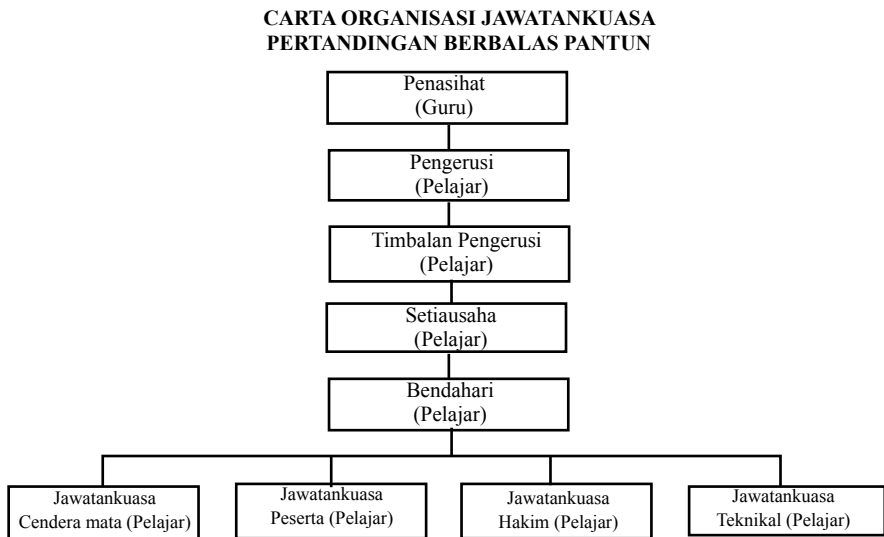 CARTA ORGANISASI JAWATANKUASA
PERTANDINGAN BERBALAS PANTUN
Penasihat
(Guru)
Pengerusi
(Pelajar)
Timbalan Pengerusi
(Pelajar)
Setiausaha
(Pelajar)
Bendahari
(Pelajar)
Jawatankuasa
Cendera mata (Pelajar)
Jawatankuasa
Peserta (Pelajar)
Jawatankuasa
Hakim (Pelajar)
Jawatankuasa
Teknikal (Pelajar)